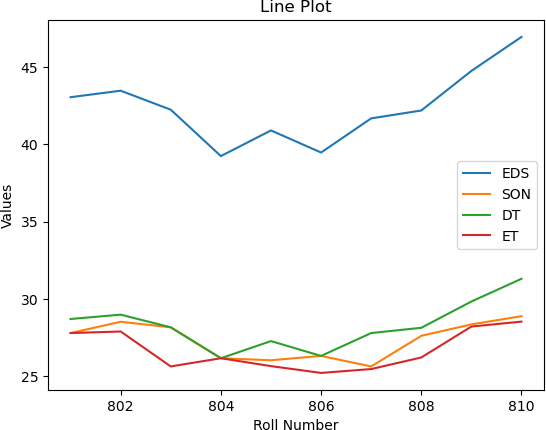 Line Plot
Values
45
40
35
30
25
EDS
SON
DT
ET
802 804 806 808 810
Roll Number